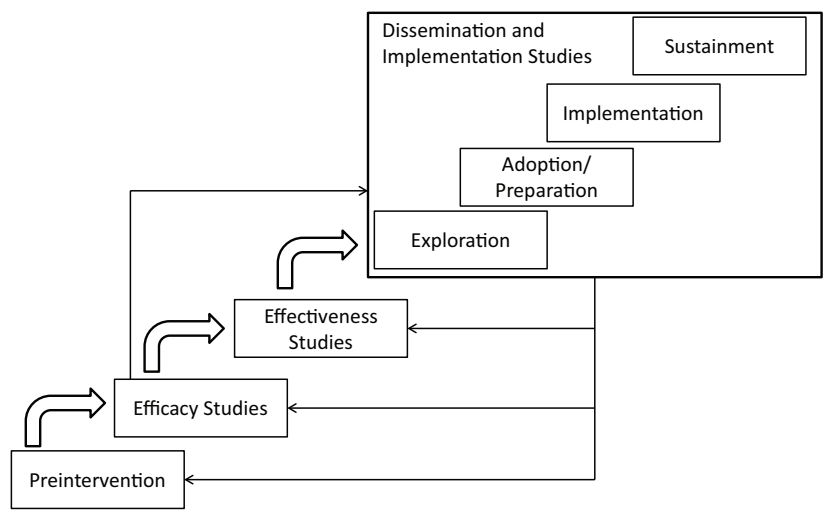 Dissemination and
Implementation Studies
Sustainment
Implementation
Adoption/
Preparation
Exploration
Effectiveness
Studies
Efficacy Studies
Preintervention